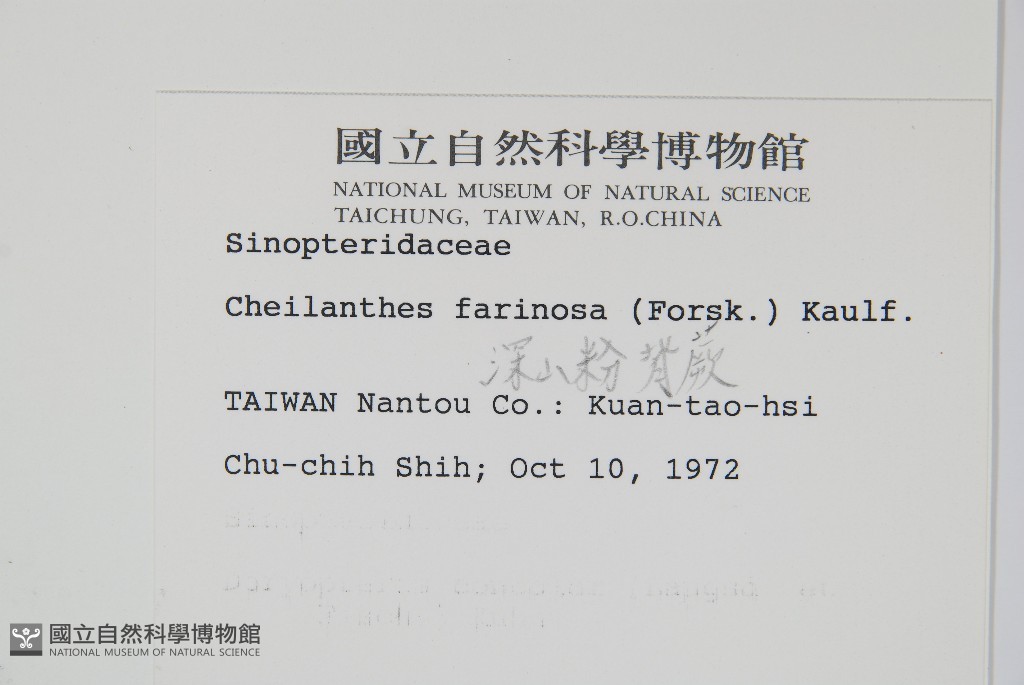 國立自然科學博物館
NATIONAL MUSEUM OF NATURAL SCIENCE
TAICHUNG, TAIWAN, R.O.CHINA
Sinopteridaceae
Cheilanthes farinosa (Forsk.) Kaulf.
深山粉背蕨
TAIWAN Nantou Co.: Kuan-tao-hsi
Chu-chih Shih; Oct 10, 1972
國立自然科學博物館
NATIONAL MUSEUM OF NATURAL SCIENCE